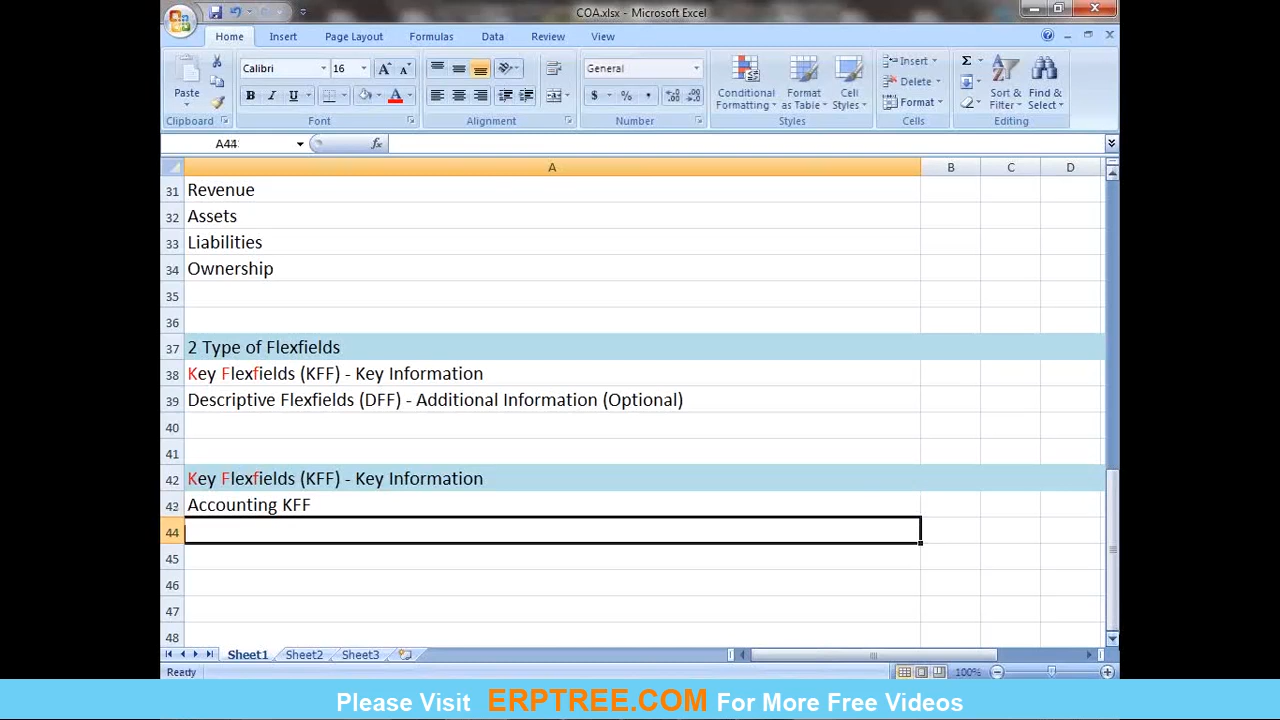 COA.xlsx - Microsoft Excel
Home Insert Page Layout Formulas Data Review View
Calibri 16 General
Paste
B I U $ % ,
Conditional Formatting Format as Table Cell Styles
Insert
Delete
Format
Sort & Filter Find & Select
Clipboard Font Alignment Number Styles Cells Editing
A44 fx
A B C D
31 Revenue
32 Assets
33 Liabilities
34 Ownership
35
36
37 2 Type of Flexfields
38 Key Flexfields (KFF) - Key Information
39 Descriptive Flexfields (DFF) - Additional Information (Optional)
40
41
42 Key Flexfields (KFF) - Key Information
43 Accounting KFF
44
45
46
47
48
Sheet1 Sheet2 Sheet3
Ready 100%
Please Visit ERPTREE.COM For More Free Videos